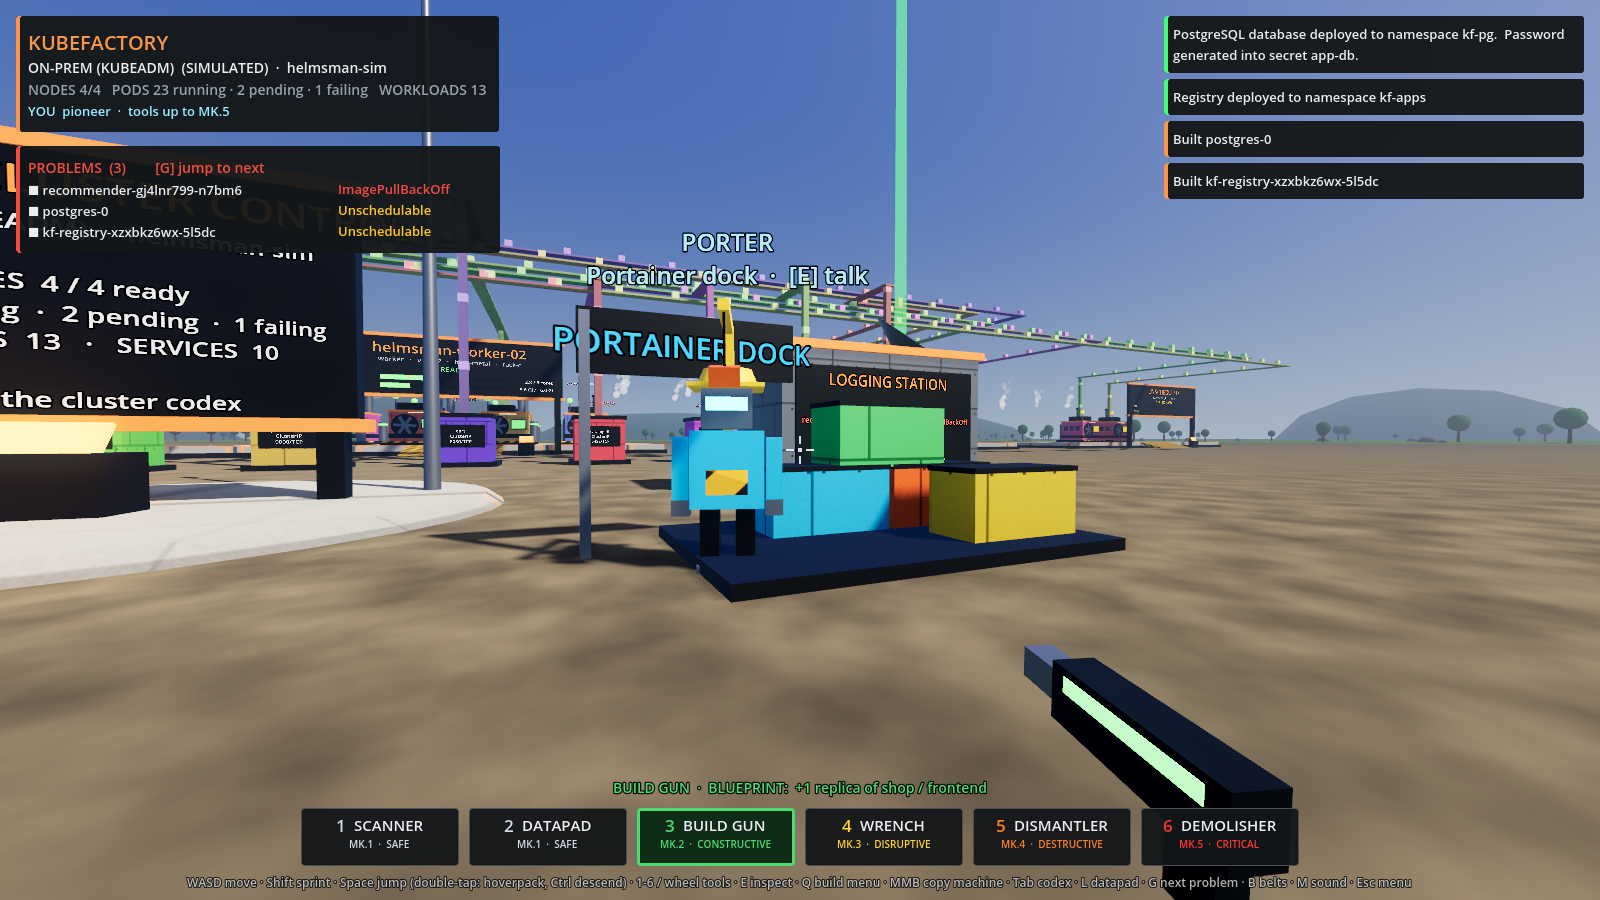 KUBEFACTORY
ON-PREM (KUBEADM) (SIMULATED) · helmsman-sim
NODES 4/4 PODS 23 running · 2 pending · 1 failing WORKLOADS 13
YOU pioneer · tools up to MK.5
PROBLEMS (3) [G] jump to next
recommender-gj4lnr799-n7bm6 ImagePullBackOff
postgres-0 Unschedulable
kf-registry-xzxbkz6wx-5l5dc Unschedulable
PostgreSQL database deployed to namespace kf-pg. Password
generated into secret app-db.
Registry deployed to namespace kf-apps
Built postgres-0
Built kf-registry-xzxbkz6wx-5l5dc
CLUSTER CONT
helmsman-sim
ES 4 / 4 ready
g · 2 pending · 1 failing
S 13 · SERVICES 10
the cluster codex
PORTER
Portainer dock · [E] talk
PORTAINER DOCK
helmsman-worker-02
LOGGING STATION
BUILD GUN · BLUEPRINT: +1 replica of shop / frontend
1 SCANNER
MK.1 · SAFE
2 DATAPAD
MK.1 · SAFE
3 BUILD GUN
MK.2 · CONSTRUCTIVE
4 WRENCH
MK.3 · DISRUPTIVE
5 DISMANTLER
MK.4 · DESTRUCTIVE
6 DEMOLISHER
MK.5 · CRITICAL
WASD move · Shift sprint · Space jump (double-tap: hoverpack, Ctrl descend) · 1-6 / wheel tools · E inspect · Q build menu · MMB copy machine · Tab codex · L datapad · G next problem · B belts · M sound · Esc menu